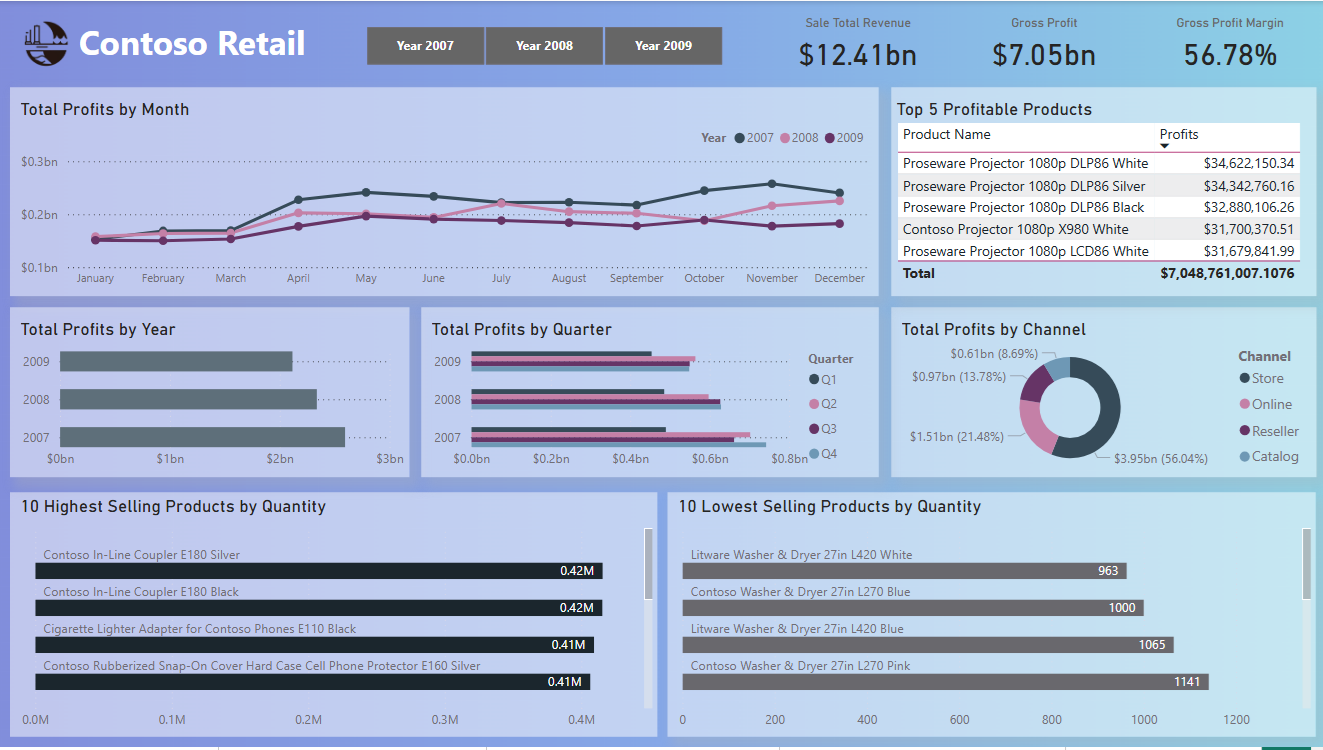 Contoso Retail
Year 2007 Year 2008 Year 2009
Sale Total Revenue
$12.41bn
Gross Profit
$7.05bn
Gross Profit Margin
56.78%
Total Profits by Month
Year 2007 2008 2009
$0.3bn
$0.2bn
$0.1bn
January February March April May June July August September October November December
Top 5 Profitable Products
Product Name Profits
Proseware Projector 1080p DLP86 White $34,622,150.34
Proseware Projector 1080p DLP86 Silver $34,342,760.16
Proseware Projector 1080p DLP86 Black $32,880,106.26
Contoso Projector 1080p X980 White $31,700,370.51
Proseware Projector 1080p LCD86 White $31,679,841.99
Total $7,048,761,007.1076
Total Profits by Year
2009
2008
2007
$0bn $1bn $2bn $3bn
Total Profits by Quarter
2009
2008
2007
$0.0bn $0.2bn $0.4bn $0.6bn $0.8bn
Quarter
Q1
Q2
Q3
Q4
Total Profits by Channel
$0.61bn (8.69%)
$0.97bn (13.78%)
$1.51bn (21.48%)
$3.95bn (56.04%)
Channel
Store
Online
Reseller
Catalog
10 Highest Selling Products by Quantity
Contoso In-Line Coupler E180 Silver
0.42M
Contoso In-Line Coupler E180 Black
0.42M
Cigarette Lighter Adapter for Contoso Phones E110 Black
0.41M
Contoso Rubberized Snap-On Cover Hard Case Cell Phone Protector E160 Silver
0.41M
0.0M 0.1M 0.2M 0.3M 0.4M
10 Lowest Selling Products by Quantity
Litware Washer & Dryer 27in L420 White
963
Contoso Washer & Dryer 27in L270 Blue
1000
Litware Washer & Dryer 27in L420 Blue
1065
Contoso Washer & Dryer 27in L270 Pink
1141
0 200 400 600 800 1000 1200